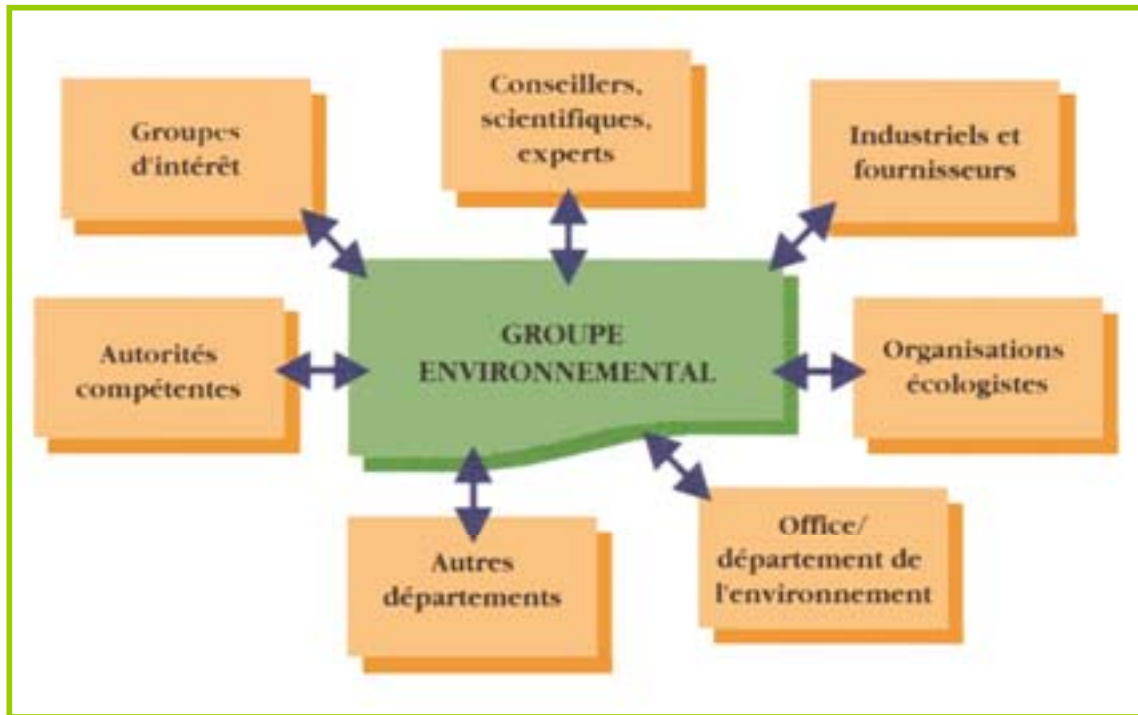 Groupes
d'intérêt
Conseillers,
scientifiques,
experts
Industriels et
fournisseurs
Autorités
compétentes
GROUPE
ENVIRONNEMENTAL
Organisations
écologistes
Autres
départements
Office/
département de
l'environnement